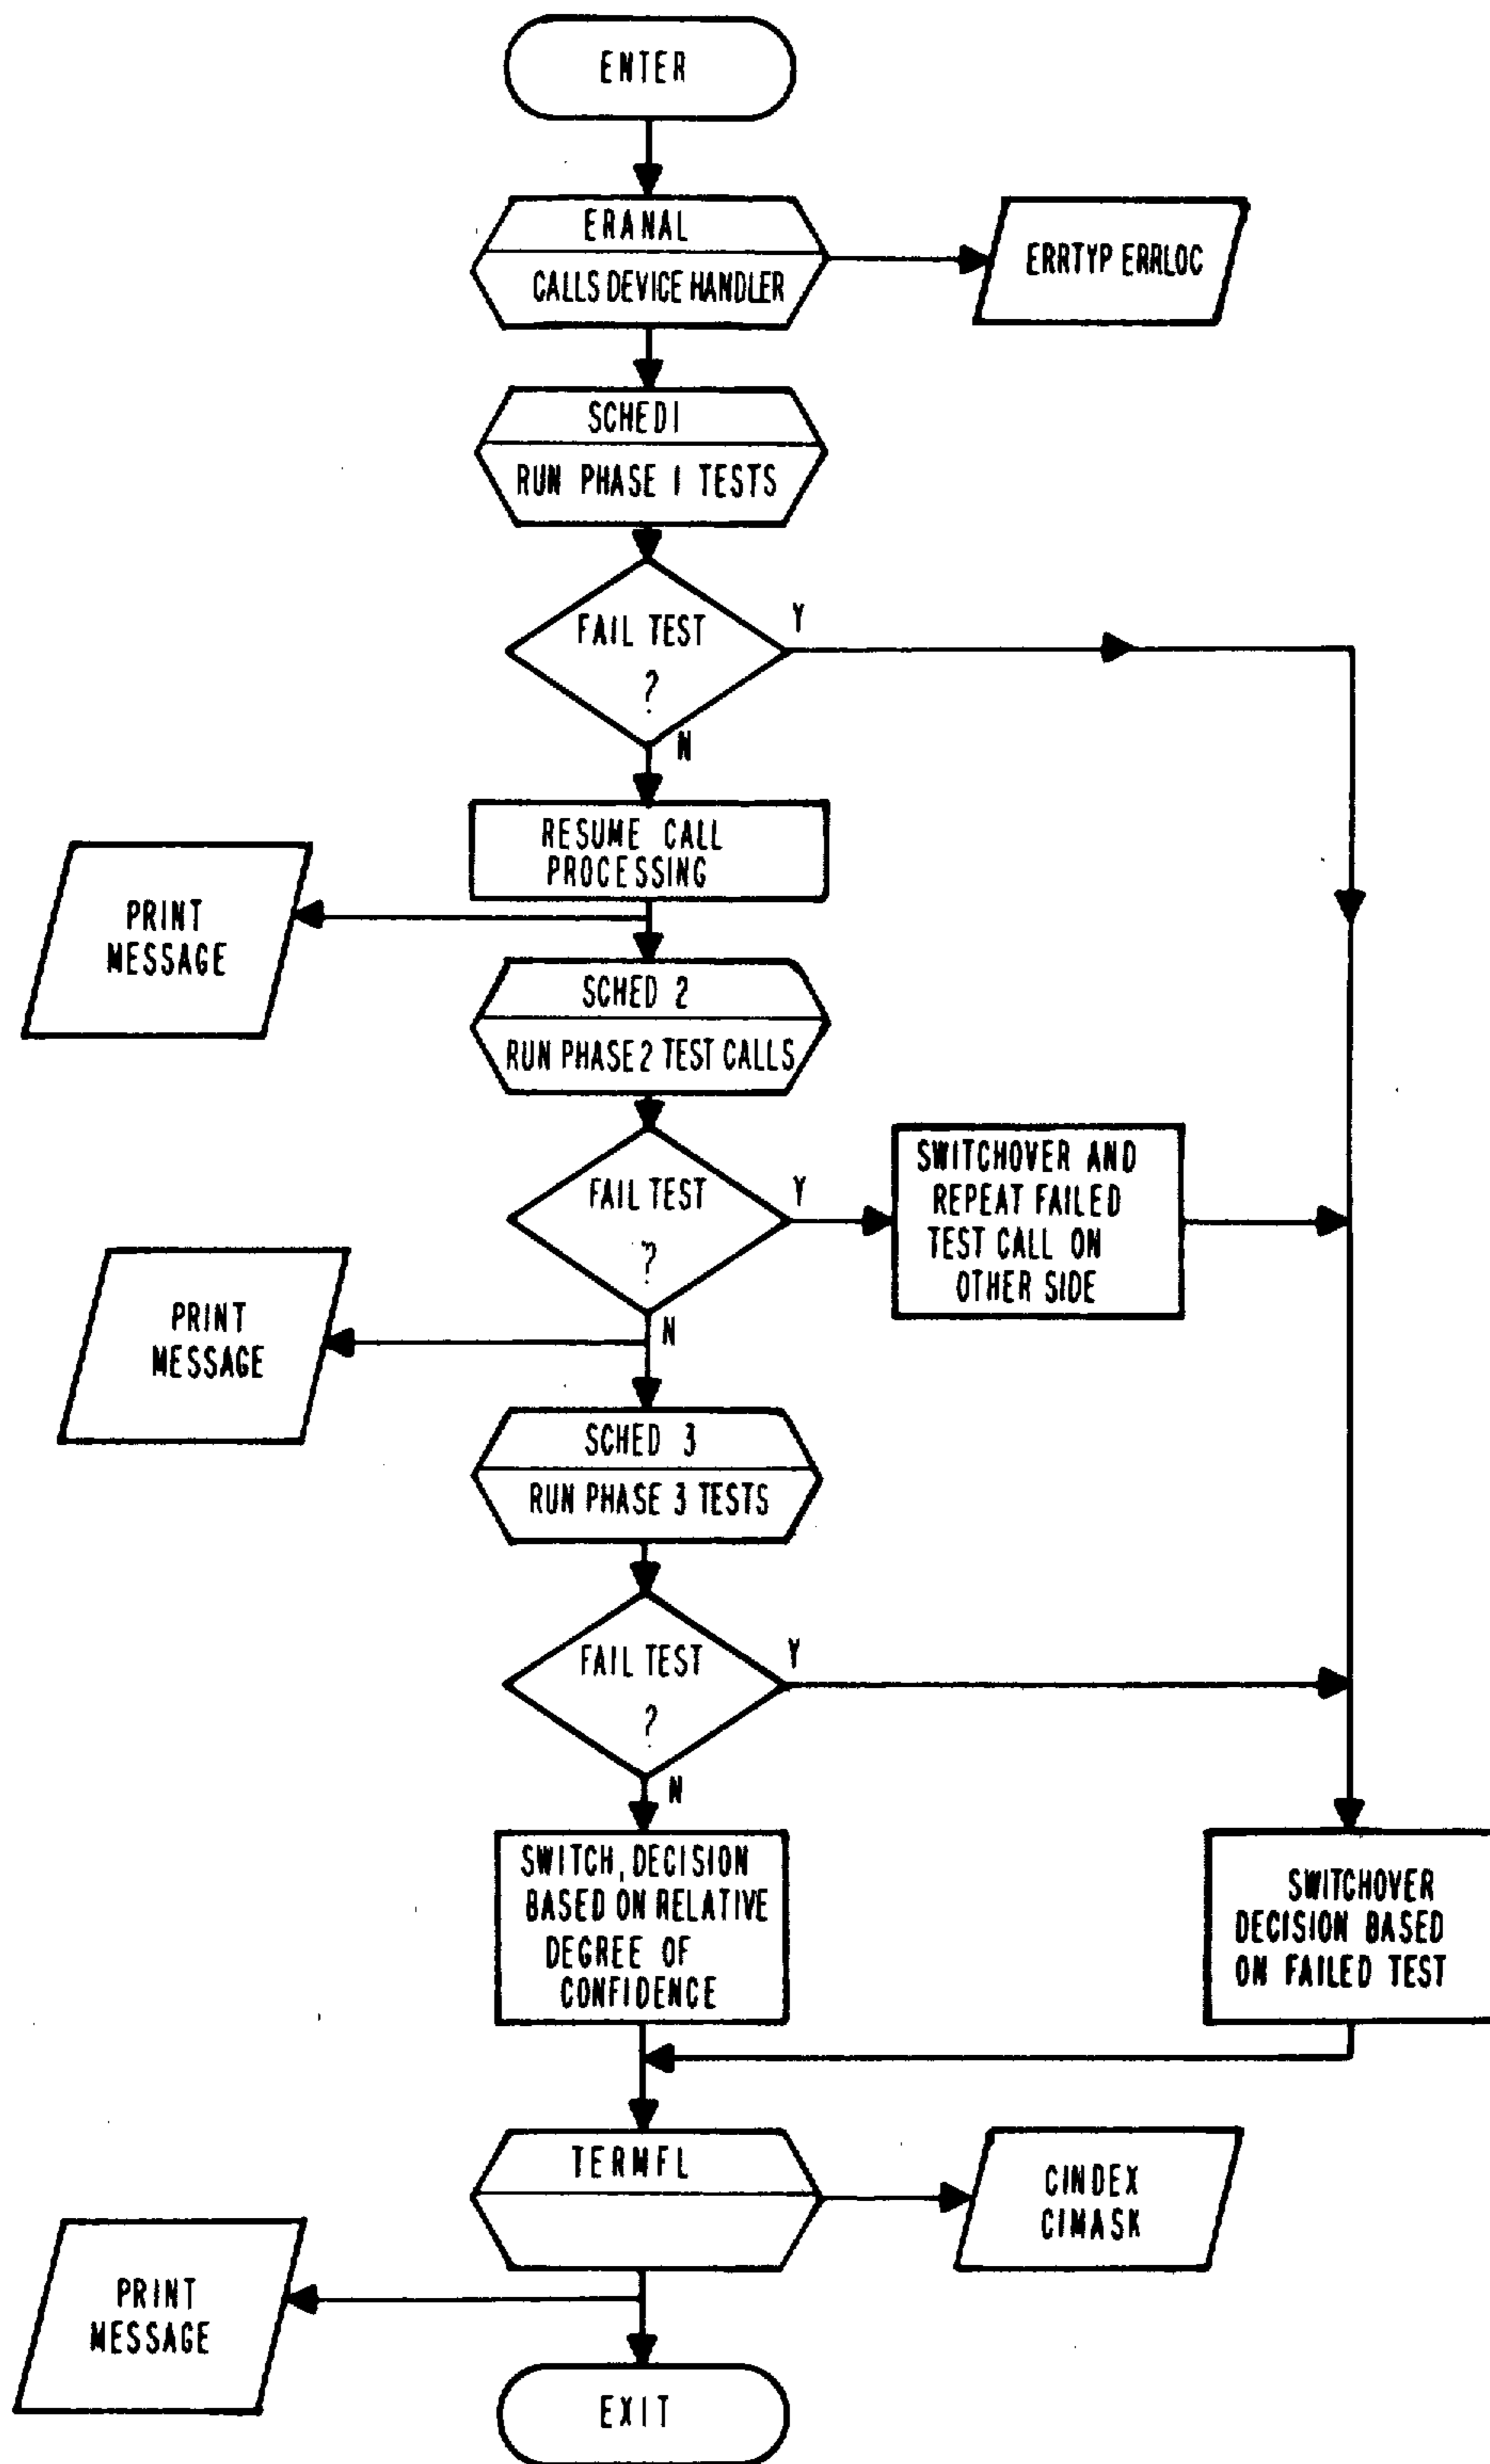 ENTER
ERANAL
CALLS DEVICE HANDLER
ERRTYP ERRLOC
SCHED1
RUN PHASE 1 TESTS
FAIL TEST
?
Y
N
RESUME CALL
PROCESSING
PRINT
MESSAGE
SCHED 2
RUN PHASE 2 TEST CALLS
FAIL TEST
?
Y
SWITCHOVER AND
REPEAT FAILED
TEST CALL ON
OTHER SIDE
N
PRINT
MESSAGE
SCHED 3
RUN PHASE 3 TESTS
FAIL TEST
?
Y
N
SWITCH, DECISION
BASED ON RELATIVE
DEGREE OF
CONFIDENCE
SWITCHOVER
DECISION BASED
ON FAILED TEST
TERMFL
CINDEX
CIMASK
PRINT
MESSAGE
EXIT